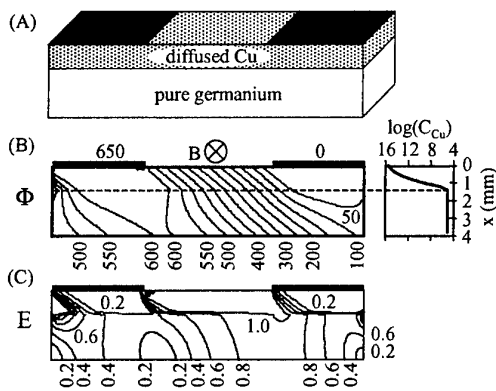 (A)
diffused Cu
pure germanium
log(C_Cu)
16 12 8 4
(B) 650 B 0
Φ
0
1
2
3
4
x (mm)
50
500 550 600 600 550 500 400 300 200 100
(C)
E
0.2 0.2
0.6 1.0
0.6
0.2
0.2 0.4 0.4 0.2 0.4 0.6 0.8 0.8 0.6 0.4